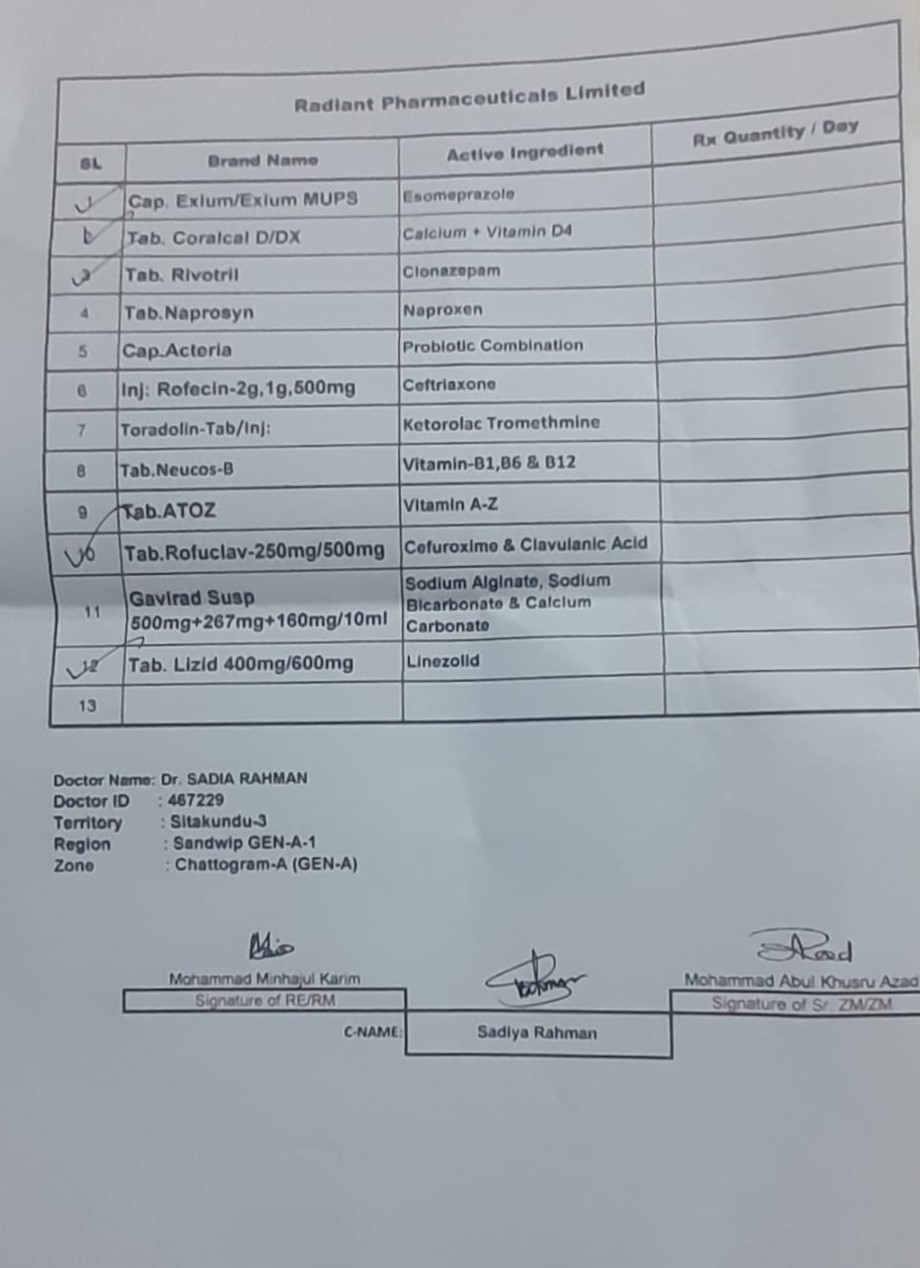 Radiant Pharmaceuticals Limited
SL Brand Name Active Ingredient Rx Quantity / Day
1 Cap. Exium/Exium MUPS Esomeprazole
Tab. Coralcal D/DX Calcium + Vitamin D4
3 Tab. Rivotril Clonazepam
4 Tab.Naprosyn Naproxen
5 Cap.Acteria Probiotic Combination
6 Inj: Rofecin-2g,1g,500mg Ceftriaxone
7 Toradolin-Tab/Inj: Ketorolac Tromethmine
8 Tab.Neucos-B Vitamin-B1,B6 & B12
9 Tab.ATOZ Vitamin A-Z
10 Tab.Rofuclav-250mg/500mg Cefuroxime & Clavulanic Acid
11 Gavirad Susp
500mg+267mg+160mg/10ml Sodium Alginate, Sodium
Bicarbonate & Calcium
Carbonate
12 Tab. Lizid 400mg/600mg Linezolid
13
Doctor Name: Dr. SADIA RAHMAN
Doctor ID : 467229
Territory : Sitakundu-3
Region : Sandwip GEN-A-1
Zone : Chattogram-A (GEN-A)
Mohammad Minhajul Karim
Signature of RE/RM
Mohammad Abul Khusru Azad
Signature of Sr. ZM/ZM
C-NAME: Sadiya Rahman